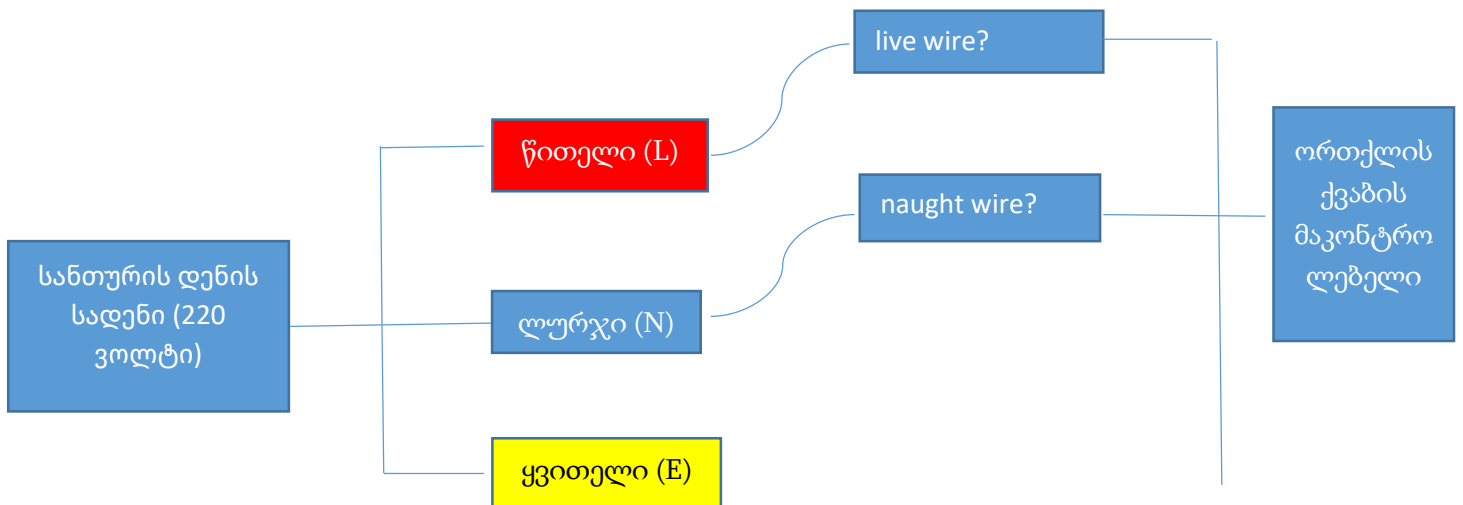 live wire?
წითელი (L)
ორთქლის
ქვაბის
მაკონტრო
ლებელი
naught wire?
სანთურის დენის
სადენი (220
ვოლტი)
ლურჯი (N)
ყვითელი (E)